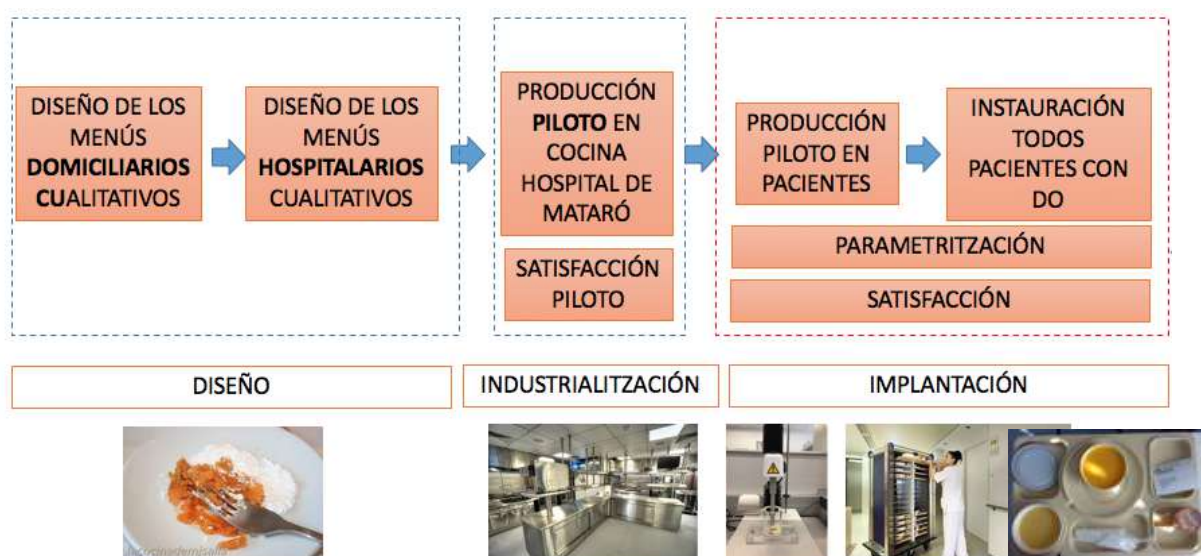 DISEÑO DE LOS
MENÚS
DOMICILIARIOS
CUALITATIVOS
DISEÑO DE LOS
MENÚS
HOSPITALARIOS
CUALITATIVOS
PRODUCCIÓN
PILOTO EN
COCINA
HOSPITAL DE
MATARÓ
SATISFACCIÓN
PILOTO
PRODUCCIÓN
PILOTO EN
PACIENTES
INSTAURACIÓN
TODOS
PACIENTES CON
DO
PARAMETRITZACIÓN
SATISFACCIÓN
DISEÑO
INDUSTRIALITZACIÓN
IMPLANTACIÓN